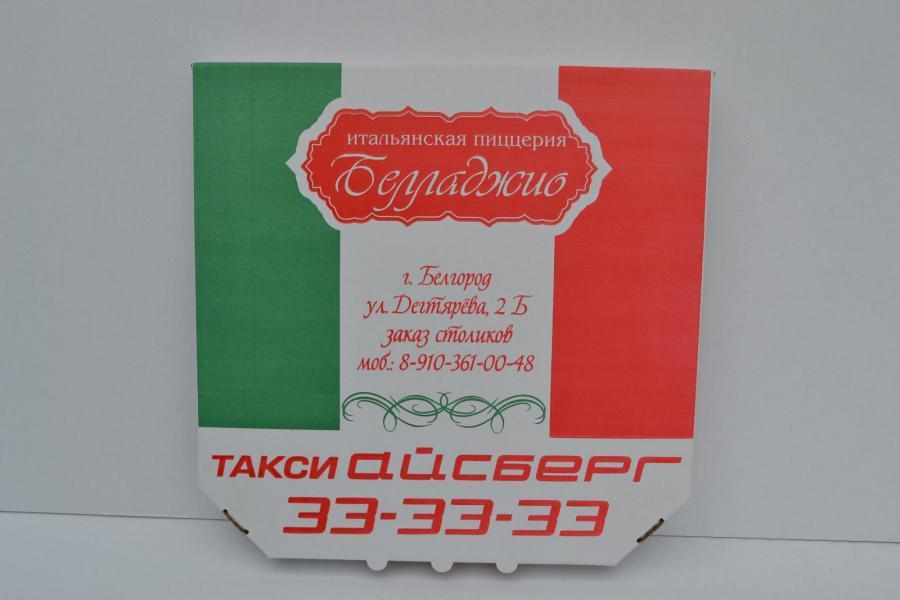 итальянская пиццерия
Белладжио
г. Белгород
ул. Дегтярёва, 2 Б
заказ столиков
моб.: 8-910-361-00-48
ТАКСИ АЙСБЕРГ
33-33-33